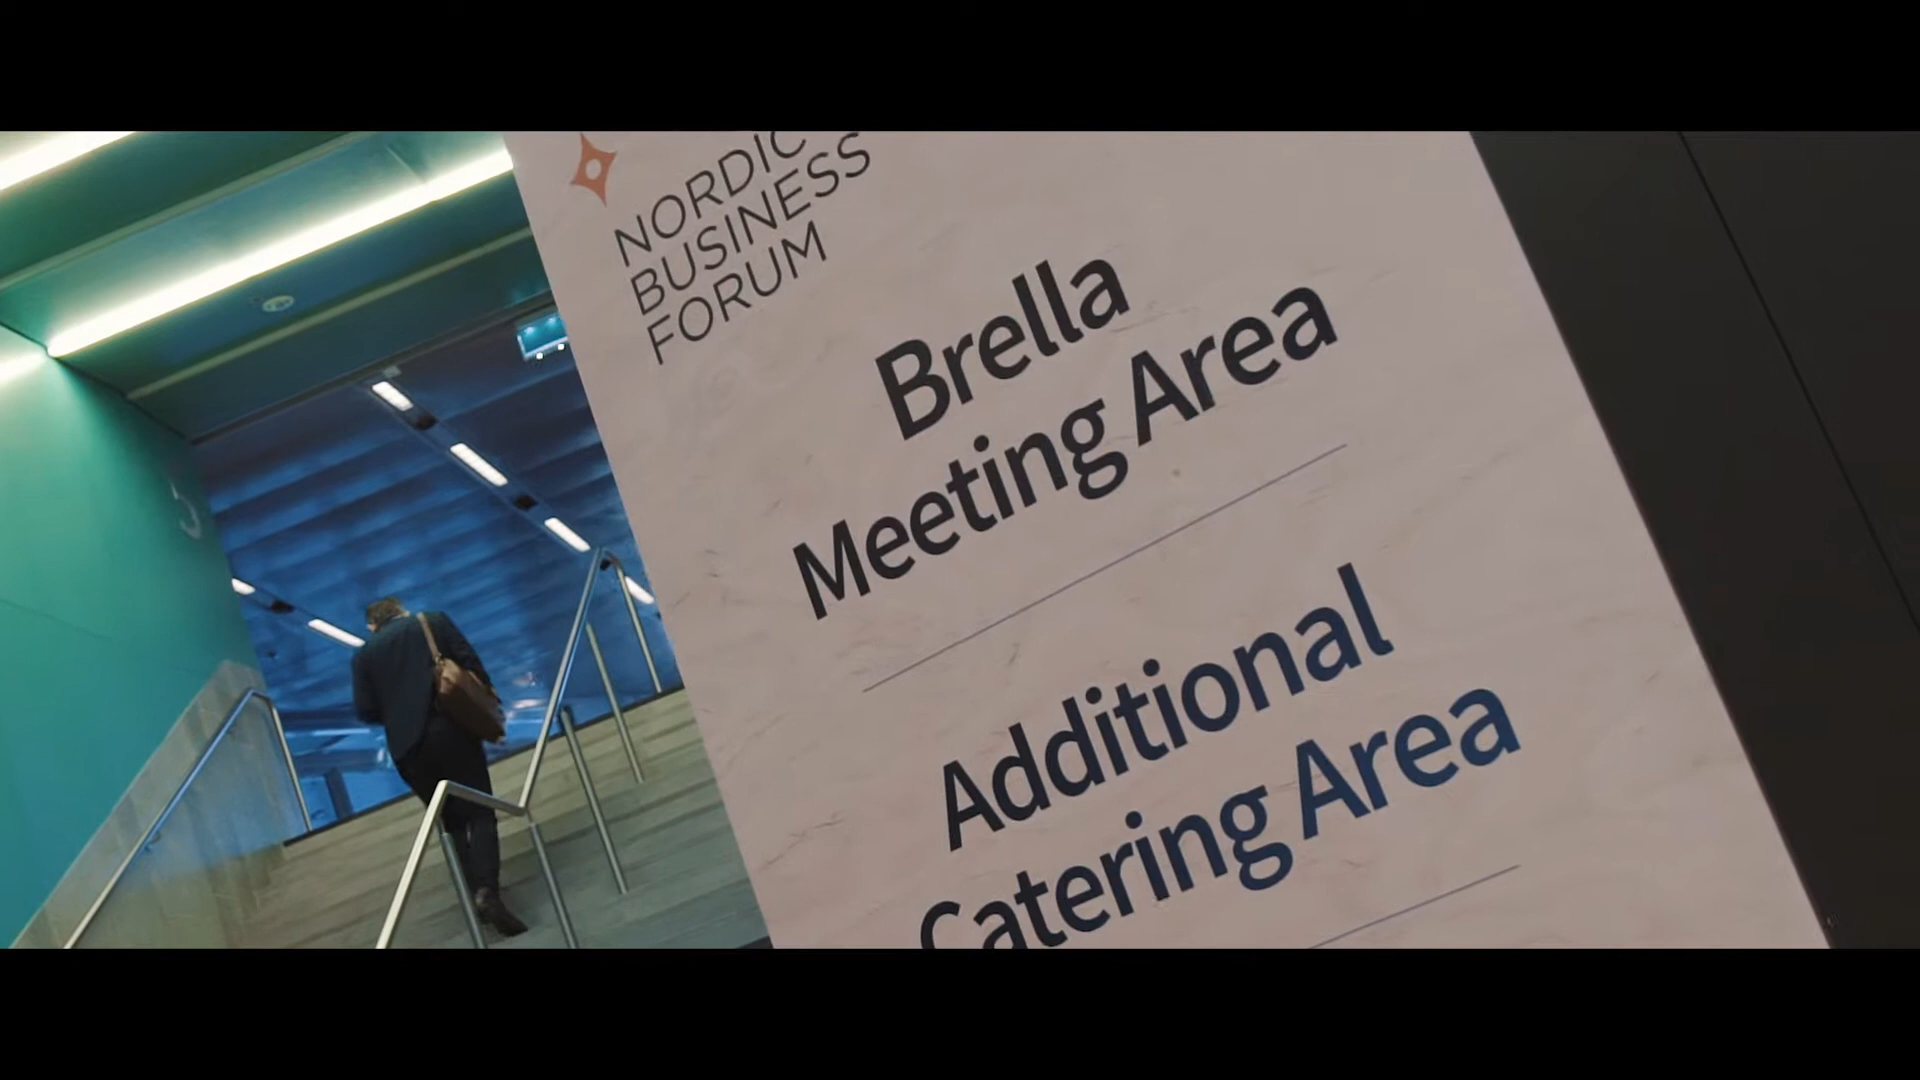 NORDIC
BUSINESS
FORUM
Brella
Meeting Area
Additional
Catering Area